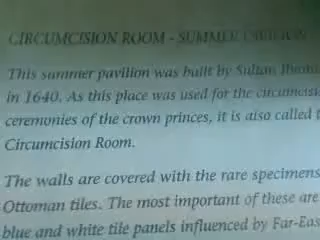 CIRCUMCISION ROOM - SUMMER PAVILION
This summer pavilion was built by Sultan
in 1640. As this place was used for the
ceremonies of the crown princes, it is also called
Circumcision Room.
The walls are covered with the rare specimens
Ottoman tiles. The most important of these are
blue and white tile panels influenced by